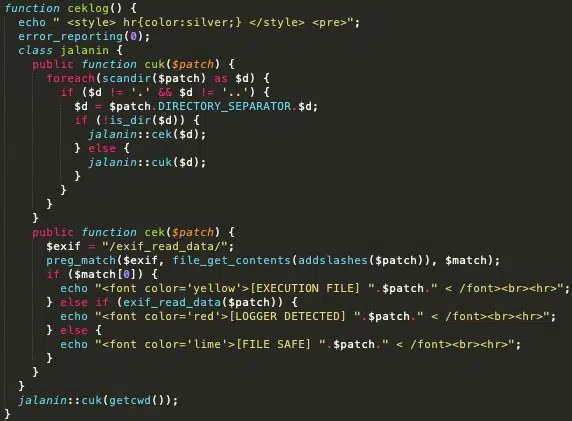 function ceklog() {
echo " <style> hr{color:silver;} </style> <pre>";
error_reporting(0);
class jalanin {
public function cuk($patch) {
foreach(scandir($patch) as $d) {
if ($d != '.' && $d != '..') {
$d = $patch.DIRECTORY_SEPARATOR.$d;
if (!is_dir($d)) {
jalanin::cek($d);
} else {
jalanin::cuk($d);
}
}
}
}
public function cek($patch) {
$exif = "/exif_read_data/";
preg_match($exif, file_get_contents(addslashes($patch)), $match);
if ($match[0]) {
echo "<font color='yellow'>[EXECUTION FILE] ".$patch." < /font><br><hr>";
} else if (exif_read_data($patch)) {
echo "<font color='red'>[LOGGER DETECTED] ".$patch." < /font><br><hr>";
} else {
echo "<font color='lime'>[FILE SAFE] ".$patch." < /font><br><hr>";
}
}
}
jalanin::cuk(getcwd());
}